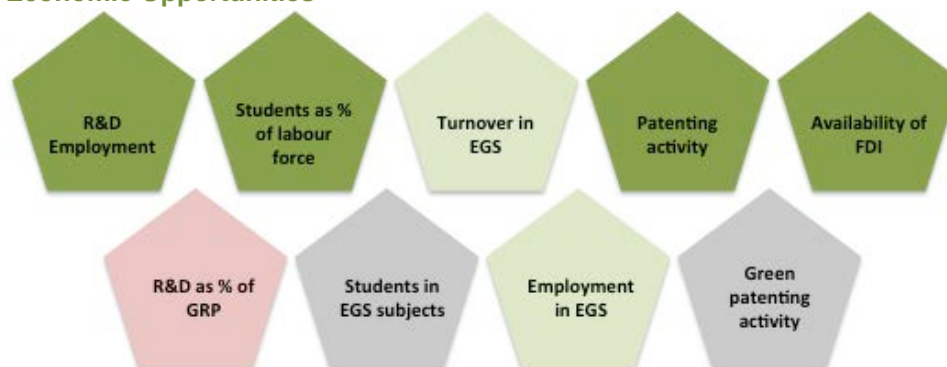 Economic Opportunities
R&D
Employment
Students as %
of labour
force
Turnover in
EGS
Patenting
activity
Availability of
FDI
R&D as % of
GRP
Students in
EGS subjects
Employment
in EGS
Green
patenting
activity